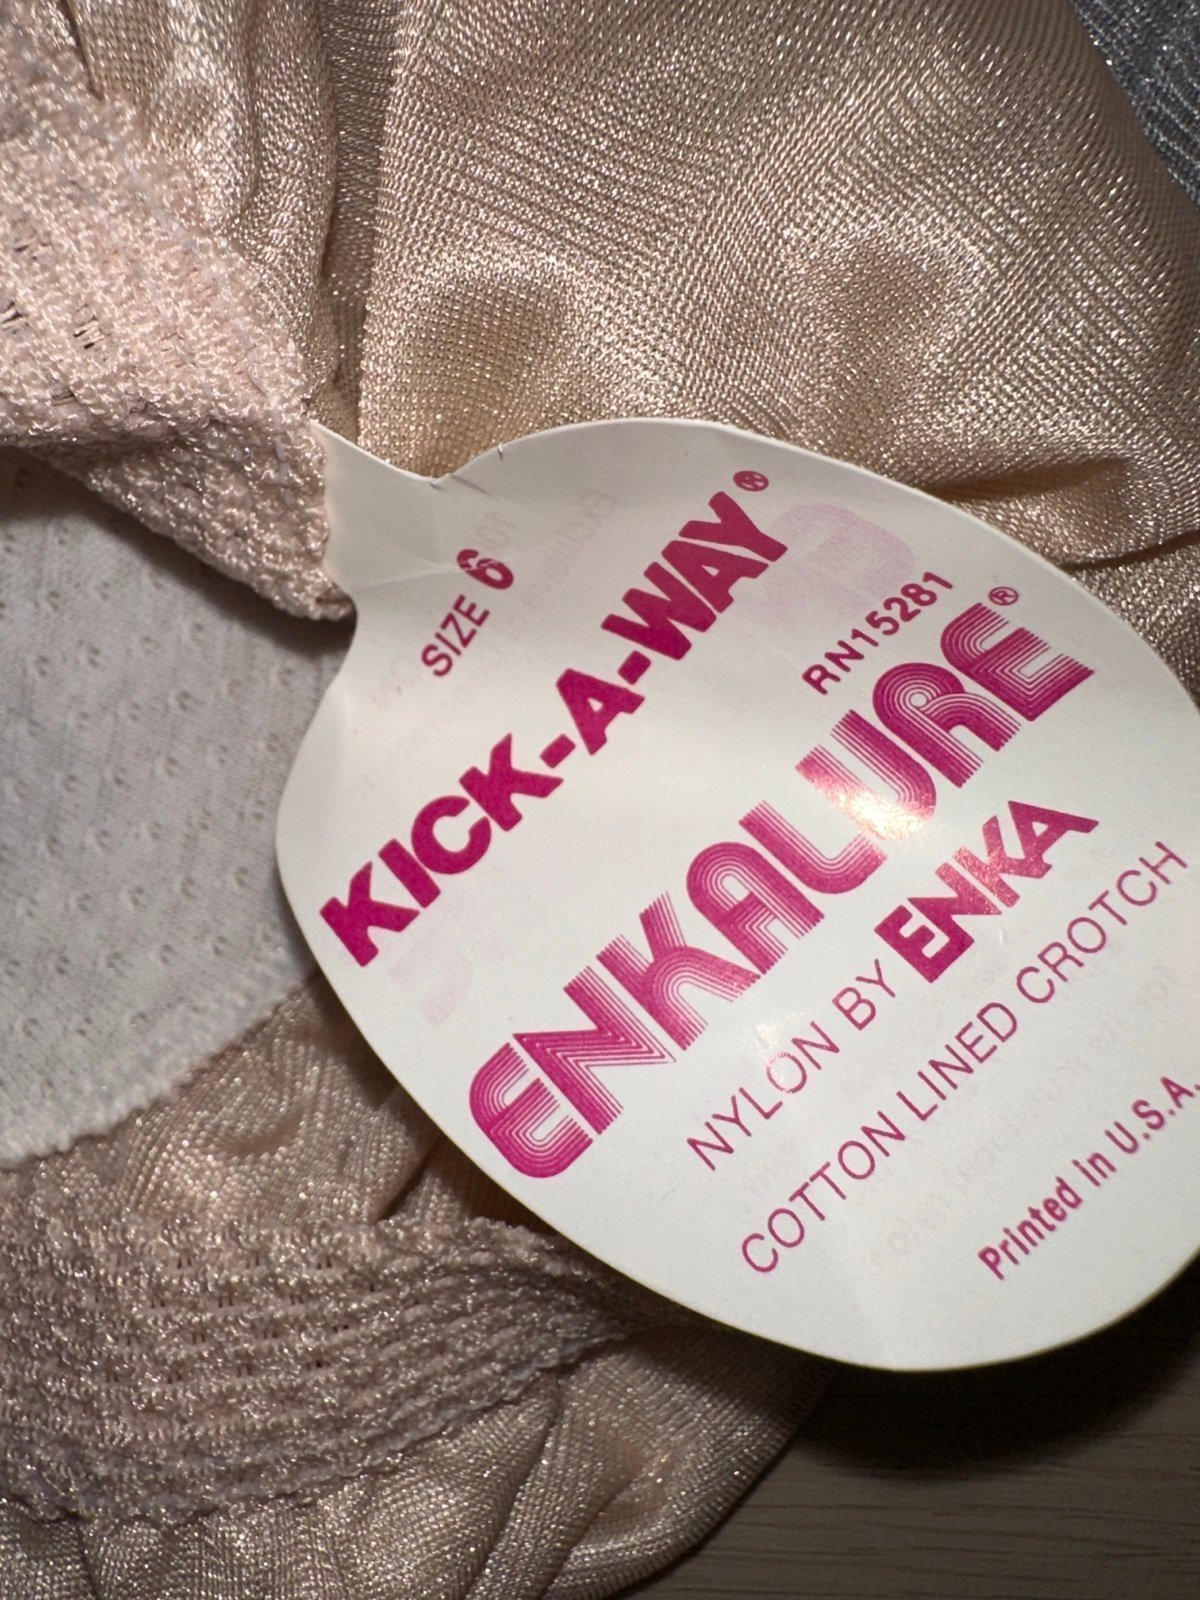 SIZE 6
KICK-A-WAY®
RN15281
ENKALURE®
NYLON BY ENKA
COTTON LINED CROTCH
Printed in U.S.A.